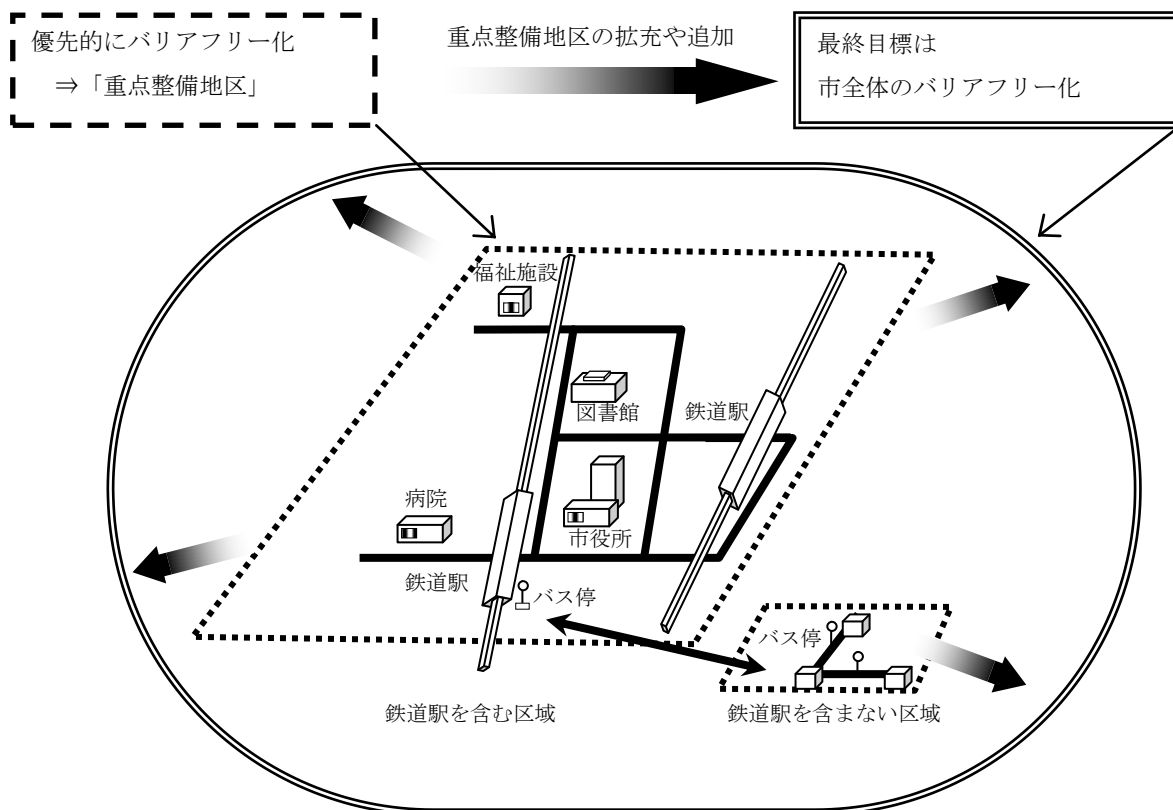 優先的にバリアフリー化
⇒「重点整備地区」
重点整備地区の拡充や追加
最終目標は
市全体のバリアフリー化
福祉施設
図書館
鉄道駅
病院
市役所
鉄道駅
バス停
バス停
鉄道駅を含む区域
鉄道駅を含まない区域